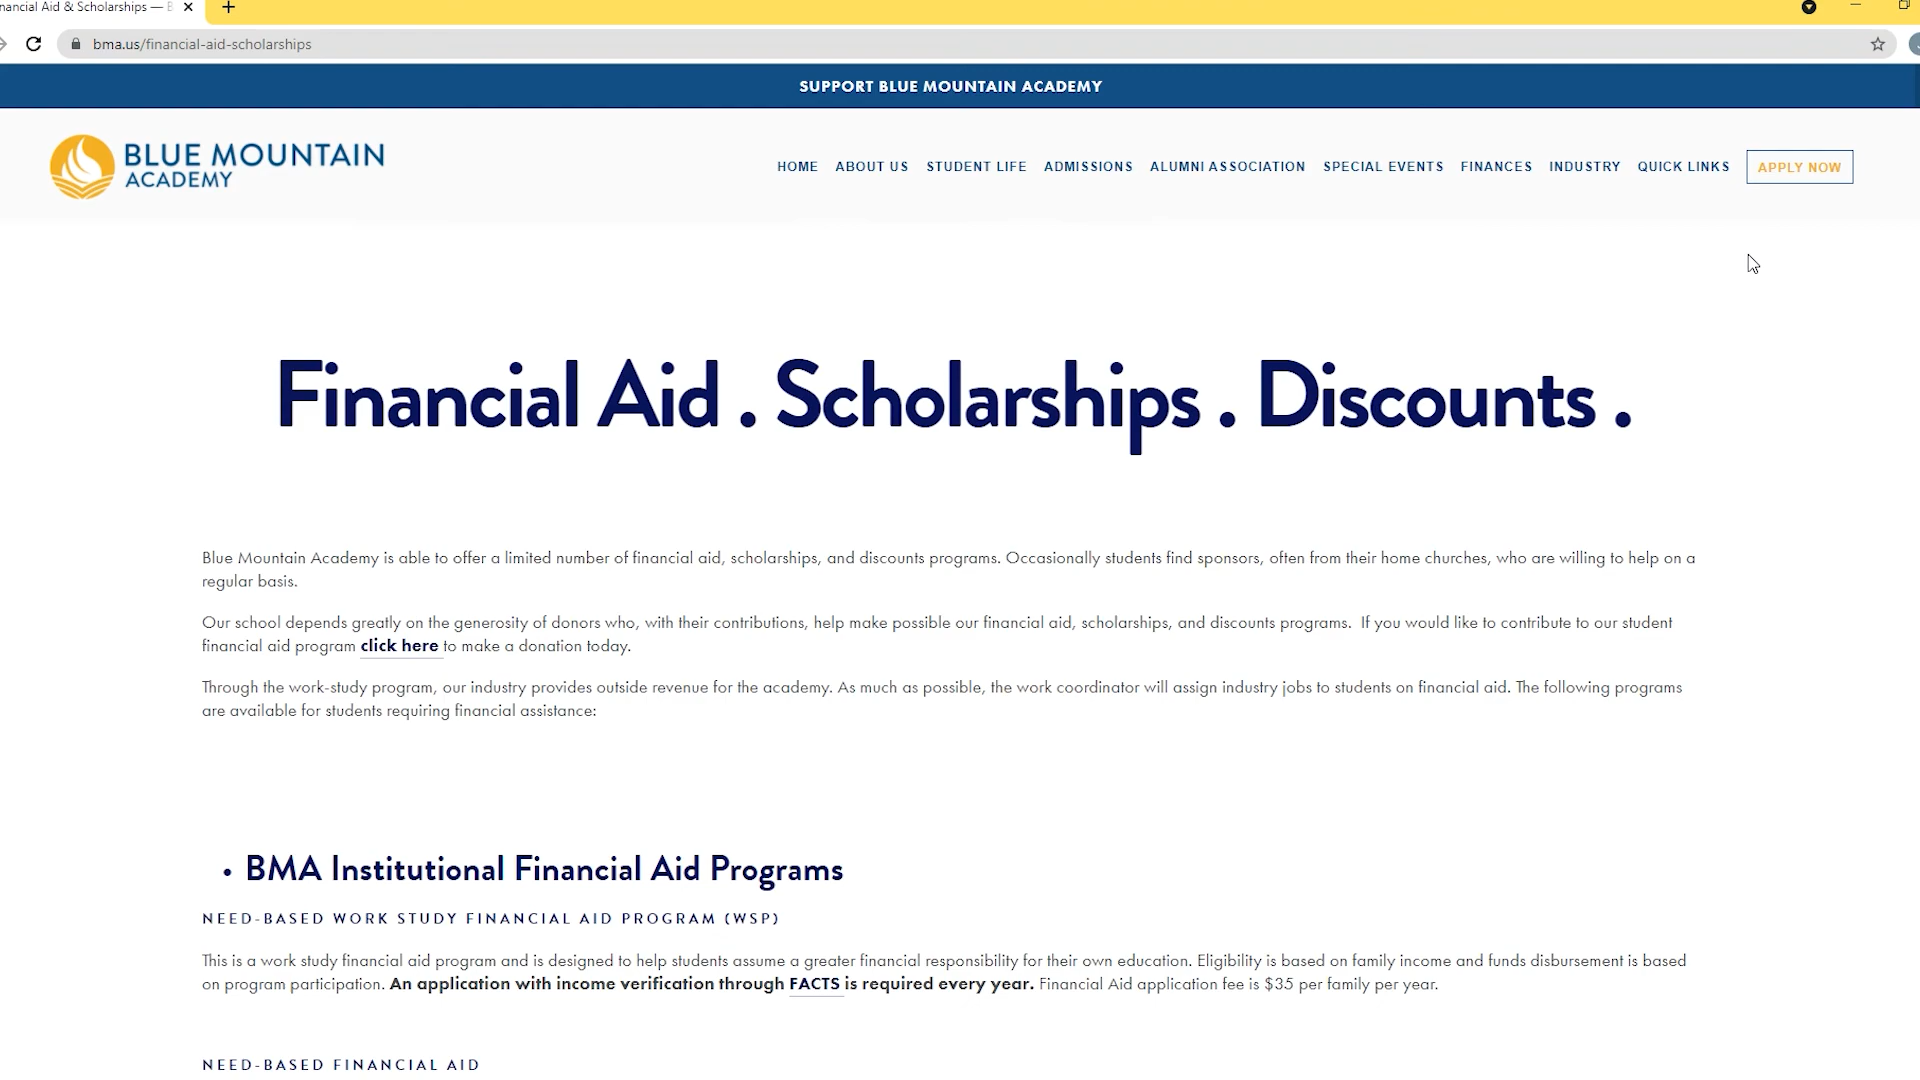 nancial Aid & Scholarships —
bma.us/financial-aid-scholarships
SUPPORT BLUE MOUNTAIN ACADEMY
BLUE MOUNTAIN
ACADEMY
HOME ABOUT US STUDENT LIFE ADMISSIONS ALUMNI ASSOCIATION SPECIAL EVENTS FINANCES INDUSTRY QUICK LINKS APPLY NOW
Financial Aid . Scholarships . Discounts .
Blue Mountain Academy is able to offer a limited number of financial aid, scholarships, and discounts programs. Occasionally students find sponsors, often from their home churches, who are willing to help on a
regular basis.
Our school depends greatly on the generosity of donors who, with their contributions, help make possible our financial aid, scholarships, and discounts programs. If you would like to contribute to our student
financial aid program click here to make a donation today.
Through the work-study program, our industry provides outside revenue for the academy. As much as possible, the work coordinator will assign industry jobs to students on financial aid. The following programs
are available for students requiring financial assistance:
• BMA Institutional Financial Aid Programs
NEED-BASED WORK STUDY FINANCIAL AID PROGRAM (WSP)
This is a work study financial aid program and is designed to help students assume a greater financial responsibility for their own education. Eligibility is based on family income and funds disbursement is based
on program participation. An application with income verification through FACTS is required every year. Financial Aid application fee is $35 per family per year.
NEED-BASED FINANCIAL AID